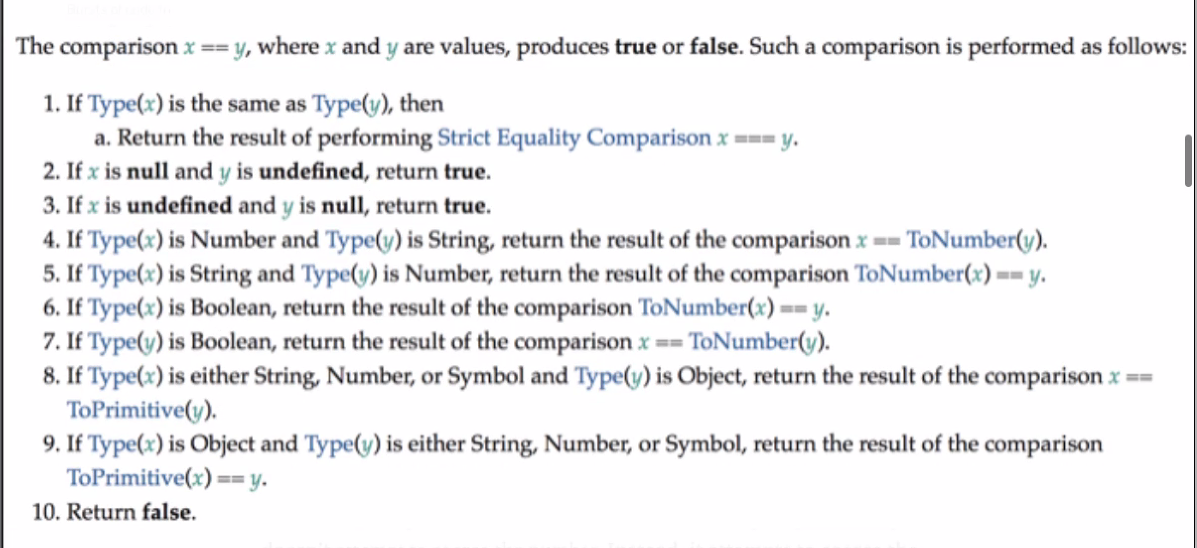 The comparison x == y, where x and y are values, produces true or false. Such a comparison is performed as follows:
1. If Type(x) is the same as Type(y), then
a. Return the result of performing Strict Equality Comparison x === y.
2. If x is null and y is undefined, return true.
3. If x is undefined and y is null, return true.
4. If Type(x) is Number and Type(y) is String, return the result of the comparison x == ToNumber(y).
5. If Type(x) is String and Type(y) is Number, return the result of the comparison ToNumber(x) == y.
6. If Type(x) is Boolean, return the result of the comparison ToNumber(x) == y.
7. If Type(y) is Boolean, return the result of the comparison x == ToNumber(y).
8. If Type(x) is either String, Number, or Symbol and Type(y) is Object, return the result of the comparison x ==
ToPrimitive(y).
9. If Type(x) is Object and Type(y) is either String, Number, or Symbol, return the result of the comparison
ToPrimitive(x) == y.
10. Return false.